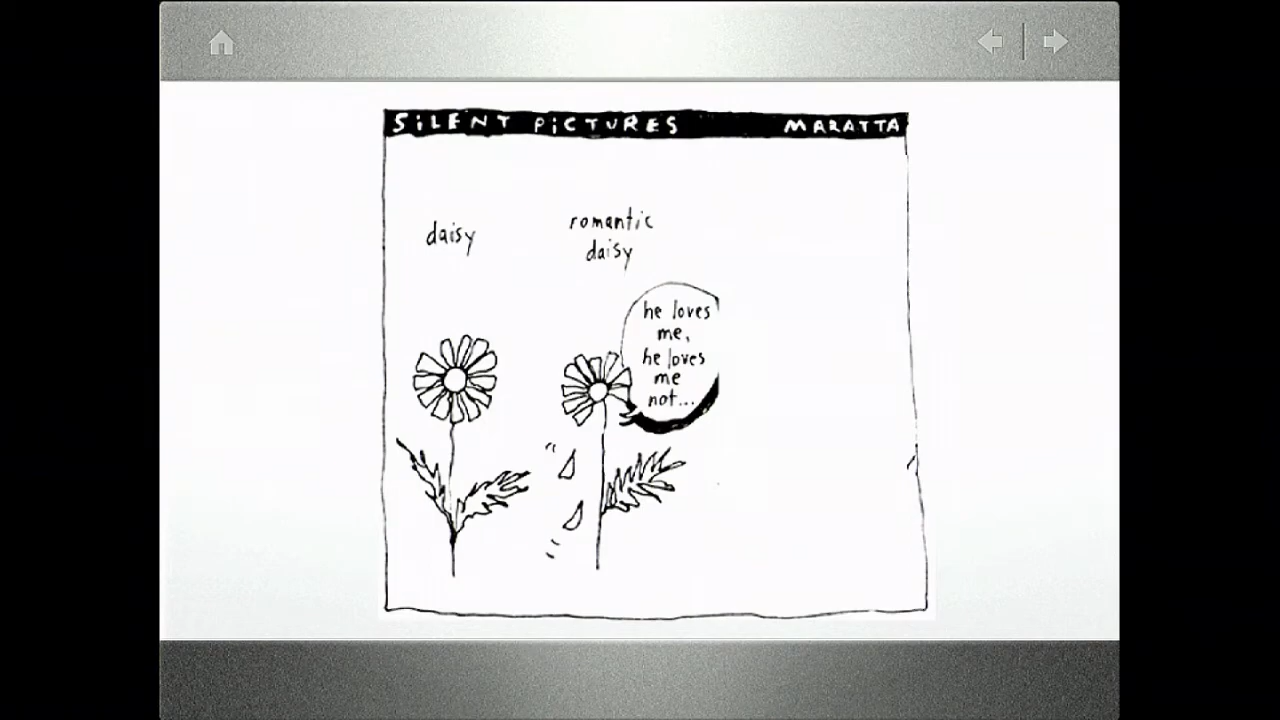 SiLENT PiCTURES MARATTA
daisy
romantic
daisy
he loves
me,
he loves
me
not...